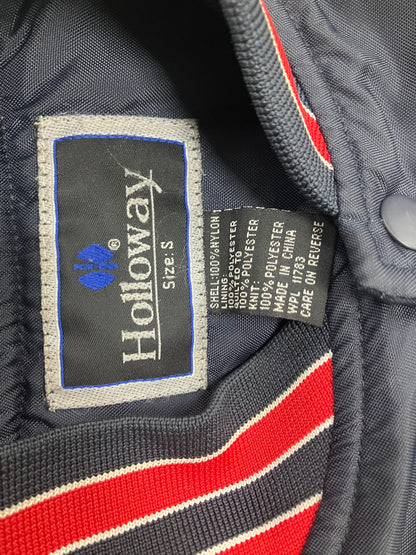 Holloway®
Size: S
SHELL:100%NYLON
LINING:
100% POLYESTER
100% POLYESTER
KNIT:
100% POLYESTER
MADE IN CHINA
WPL 11783
CARE ON REVERSE